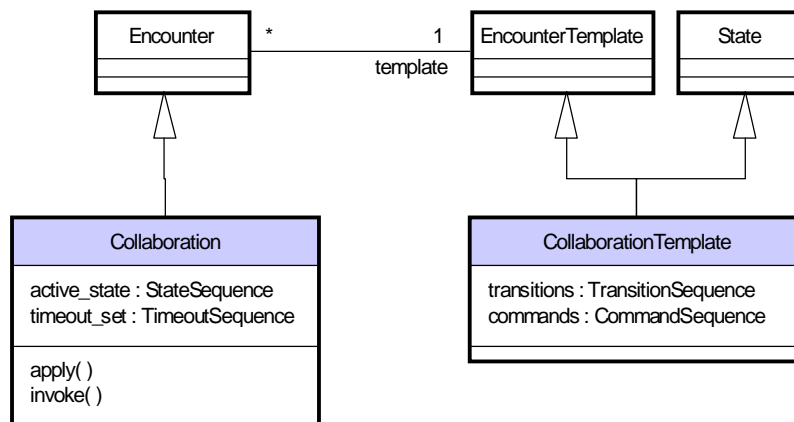 Encounter
*
1
EncounterTemplate
State
template
Collaboration
active_state : StateSequence
timeout_set : TimeoutSequence
apply( )
invoke( )
CollaborationTemplate
transitions : TransitionSequence
commands : CommandSequence